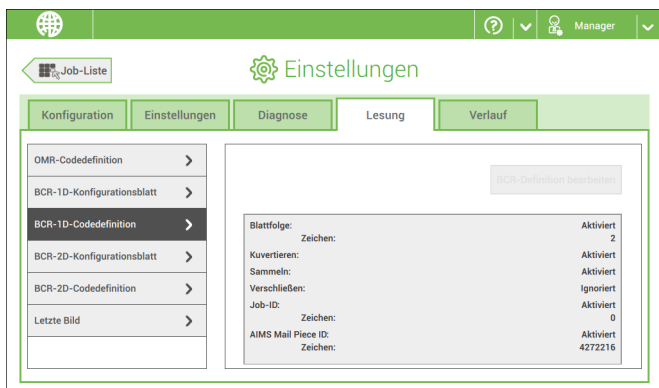 Manager
Job-Liste
Einstellungen
Konfiguration
Einstellungen
Diagnose
Lesung
Verlauf
OMR-Codedefinition
BCR-1D-Konfigurationsblatt
BCR-1D-Codedefinition
BCR-2D-Konfigurationsblatt
BCR-2D-Codedefinition
Letzte Bild
BCR-Definition bearbeiten
Blattfolge: Aktiviert
Zeichen: 2
Kuvertieren: Aktiviert
Sammeln: Aktiviert
Verschließen: Ignoriert
Job-ID: Aktiviert
Zeichen: 0
AIMS Mail Piece ID: Aktiviert
Zeichen: 4272216